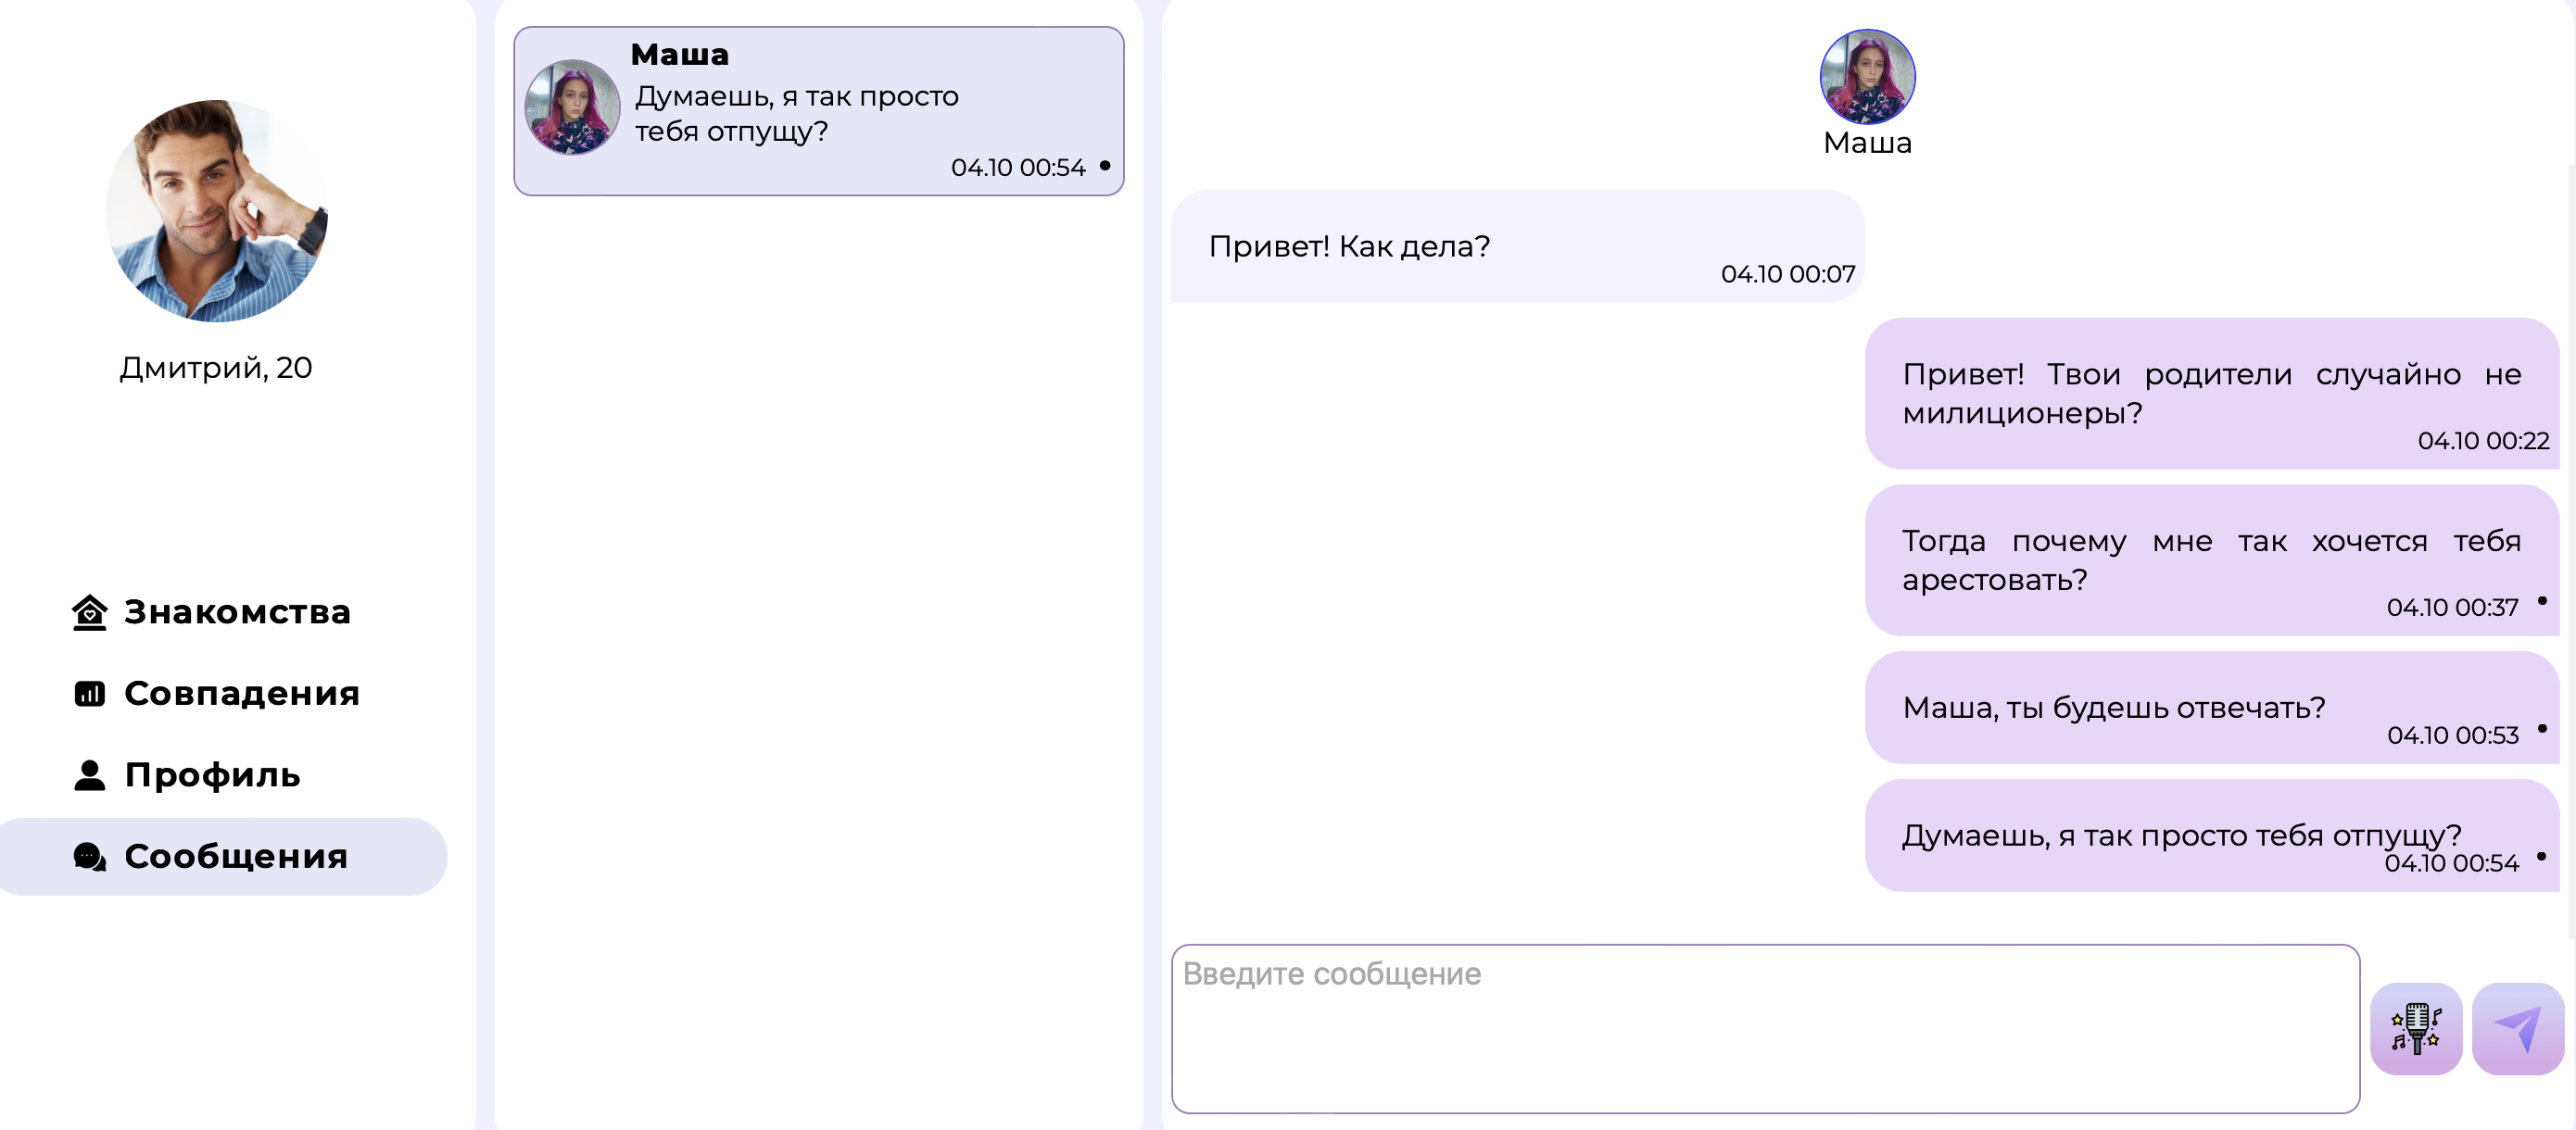 Дмитрий, 20
Знакомства
Совпадения
Профиль
Сообщения
Маша
Думаешь, я так просто
тебя отпущу?
04.10 00:54
Маша
Привет! Как дела?
04.10 00:07
Привет! Твои родители случайно не
милиционеры?
04.10 00:22
Тогда почему мне так хочется тебя
арестовать?
04.10 00:37
Маша, ты будешь отвечать?
04.10 00:53
Думаешь, я так просто тебя отпущу?
04.10 00:54
Введите сообщение